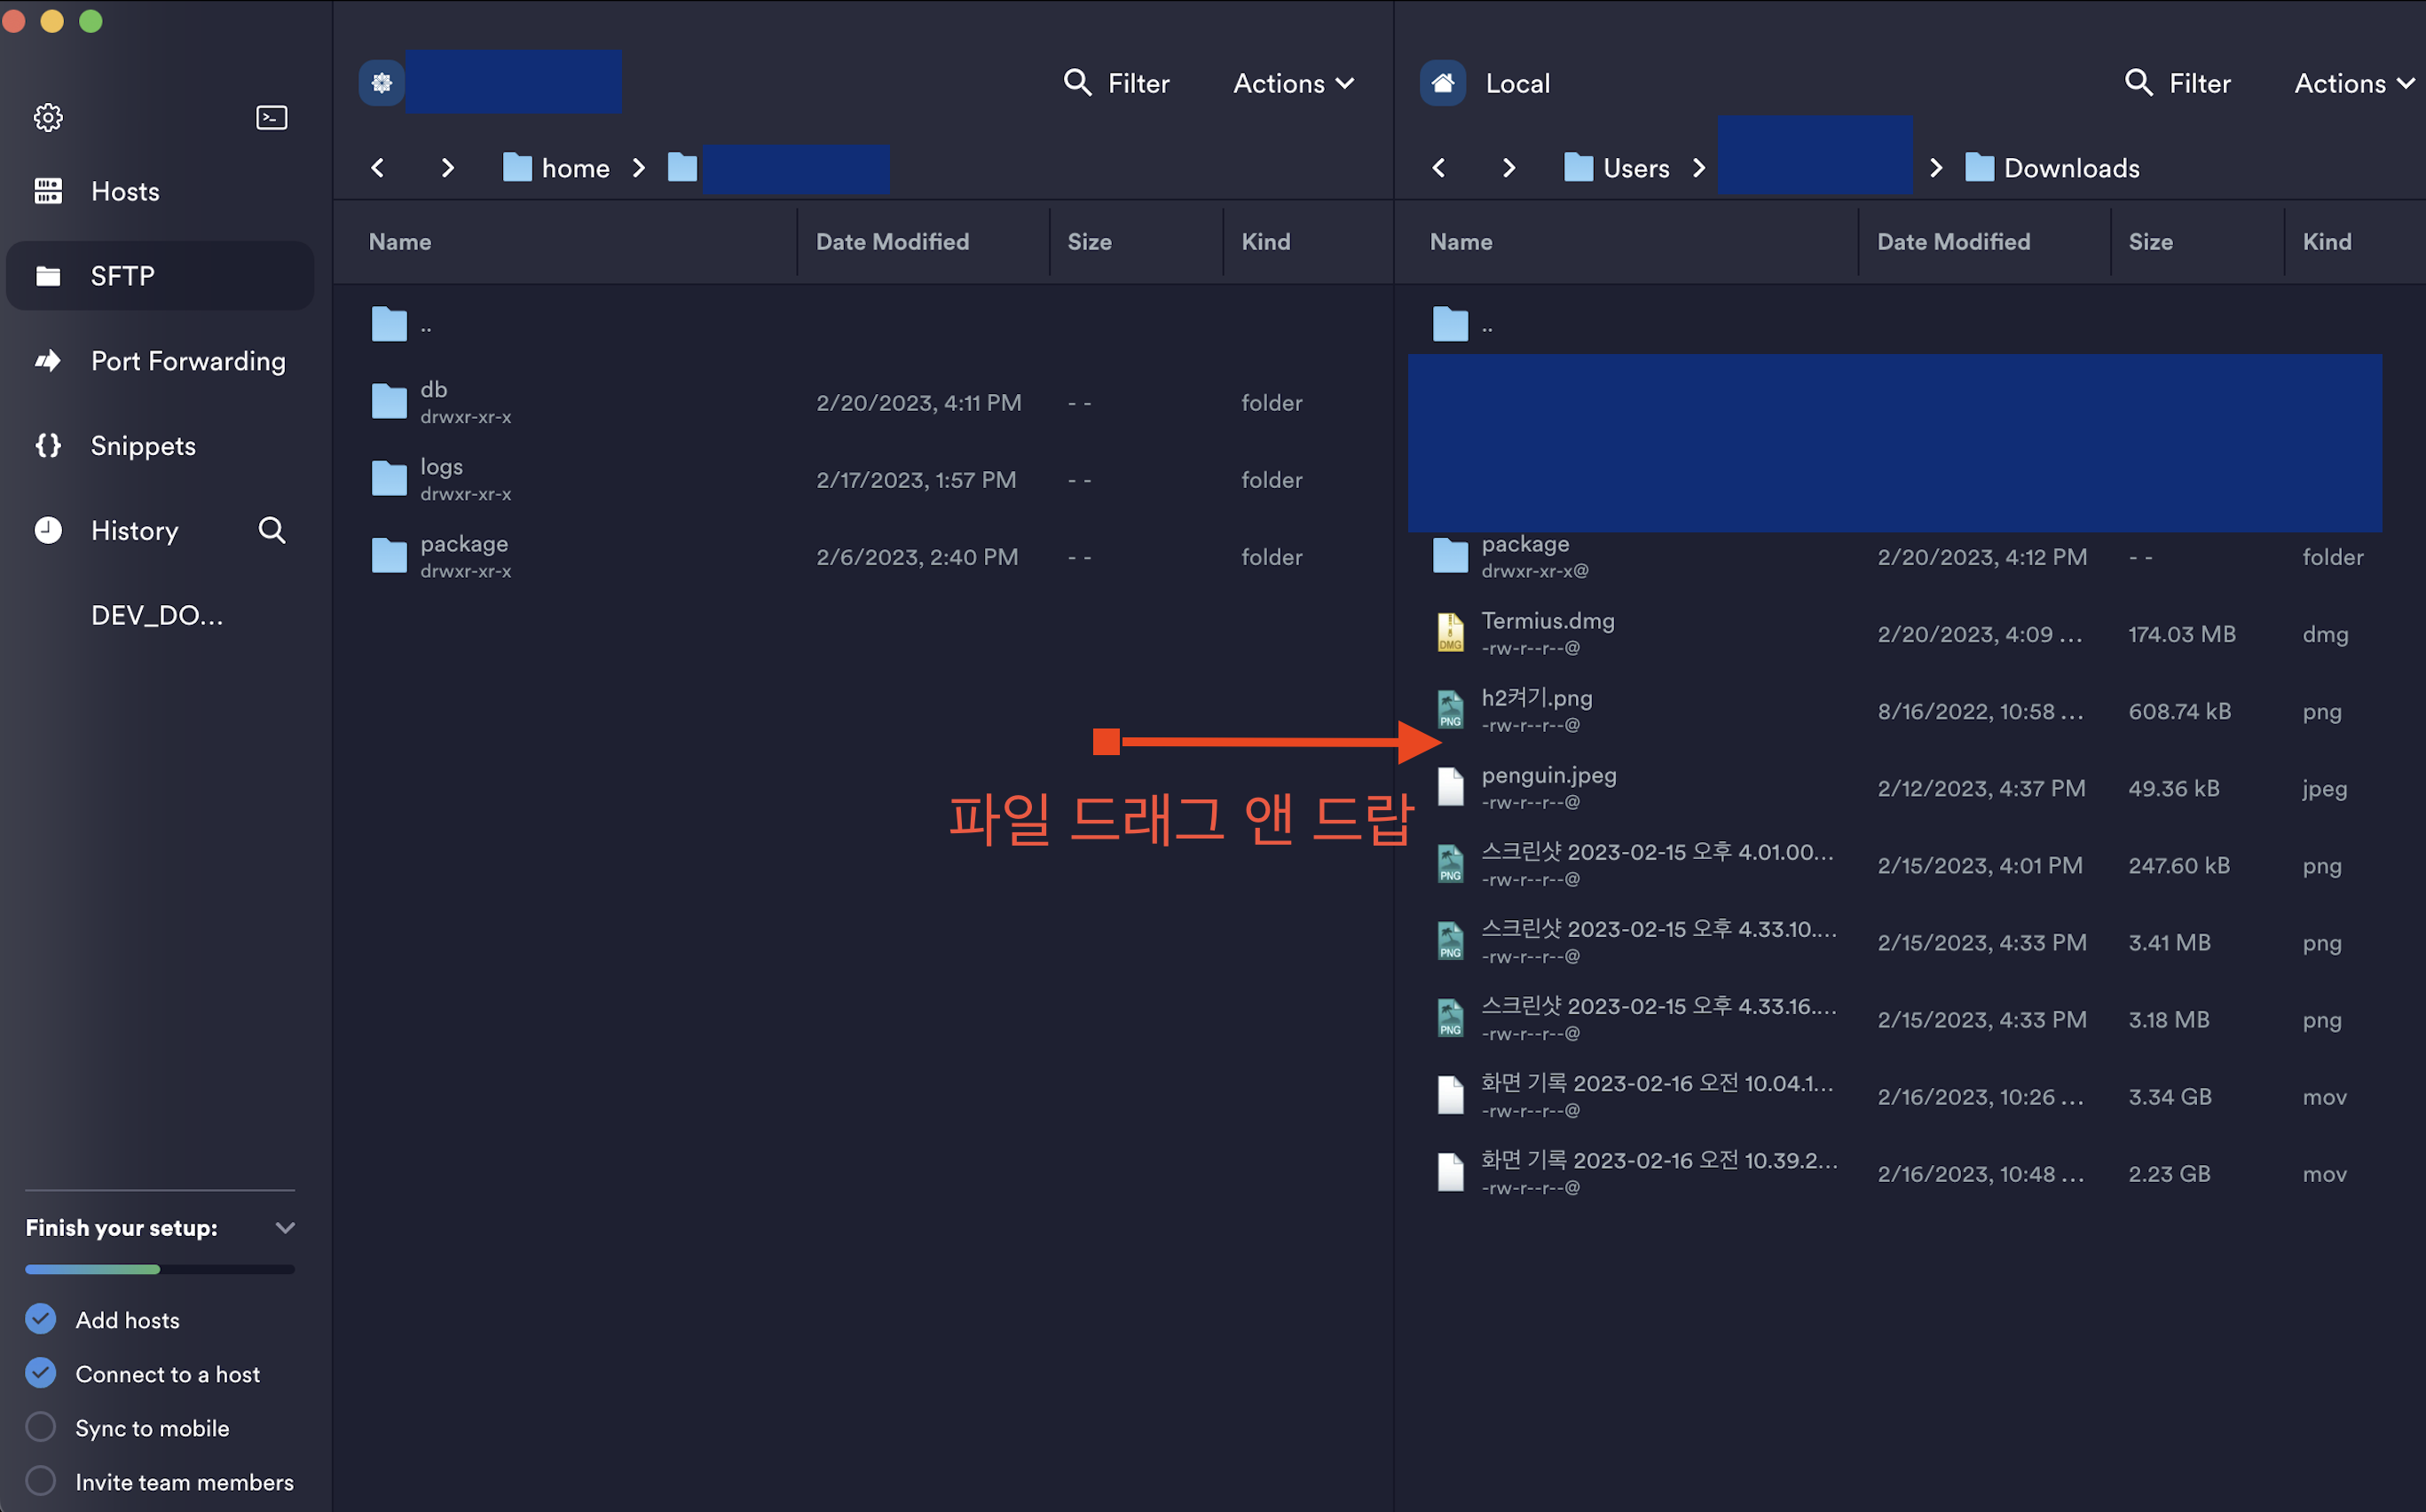 Hosts
SFTP
Port Forwarding
Snippets
History
DEV_DO...
Finish your setup:
Add hosts
Connect to a host
Sync to mobile
Invite team members
Filter Actions
home
Name Date Modified Size Kind
..
db 2/20/2023, 4:11 PM - - folder
drwxr-xr-x
logs 2/17/2023, 1:57 PM - - folder
drwxr-xr-x
package 2/6/2023, 2:40 PM - - folder
drwxr-xr-x
파일 드래그 앤 드랍
Local Filter Actions
Users Downloads
Name Date Modified Size Kind
..
package 2/20/2023, 4:12 PM - - folder
drwxr-xr-x@
Termius.dmg 2/20/2023, 4:09 ... 174.03 MB dmg
DMG
-rw-r--r--@
h2켜기.png 8/16/2022, 10:58 ... 608.74 kB png
PNG
-rw-r--r--@
penguin.jpeg 2/12/2023, 4:37 PM 49.36 kB jpeg
-rw-r--r--@
스크린샷 2023-02-15 오후 4.01.00... 2/15/2023, 4:01 PM 247.60 kB png
PNG
-rw-r--r--@
스크린샷 2023-02-15 오후 4.33.10.... 2/15/2023, 4:33 PM 3.41 MB png
PNG
-rw-r--r--@
스크린샷 2023-02-15 오후 4.33.16.... 2/15/2023, 4:33 PM 3.18 MB png
PNG
-rw-r--r--@
화면 기록 2023-02-16 오전 10.04.1... 2/16/2023, 10:26 ... 3.34 GB mov
-rw-r--r--@
화면 기록 2023-02-16 오전 10.39.2... 2/16/2023, 10:48 ... 2.23 GB mov
-rw-r--r--@